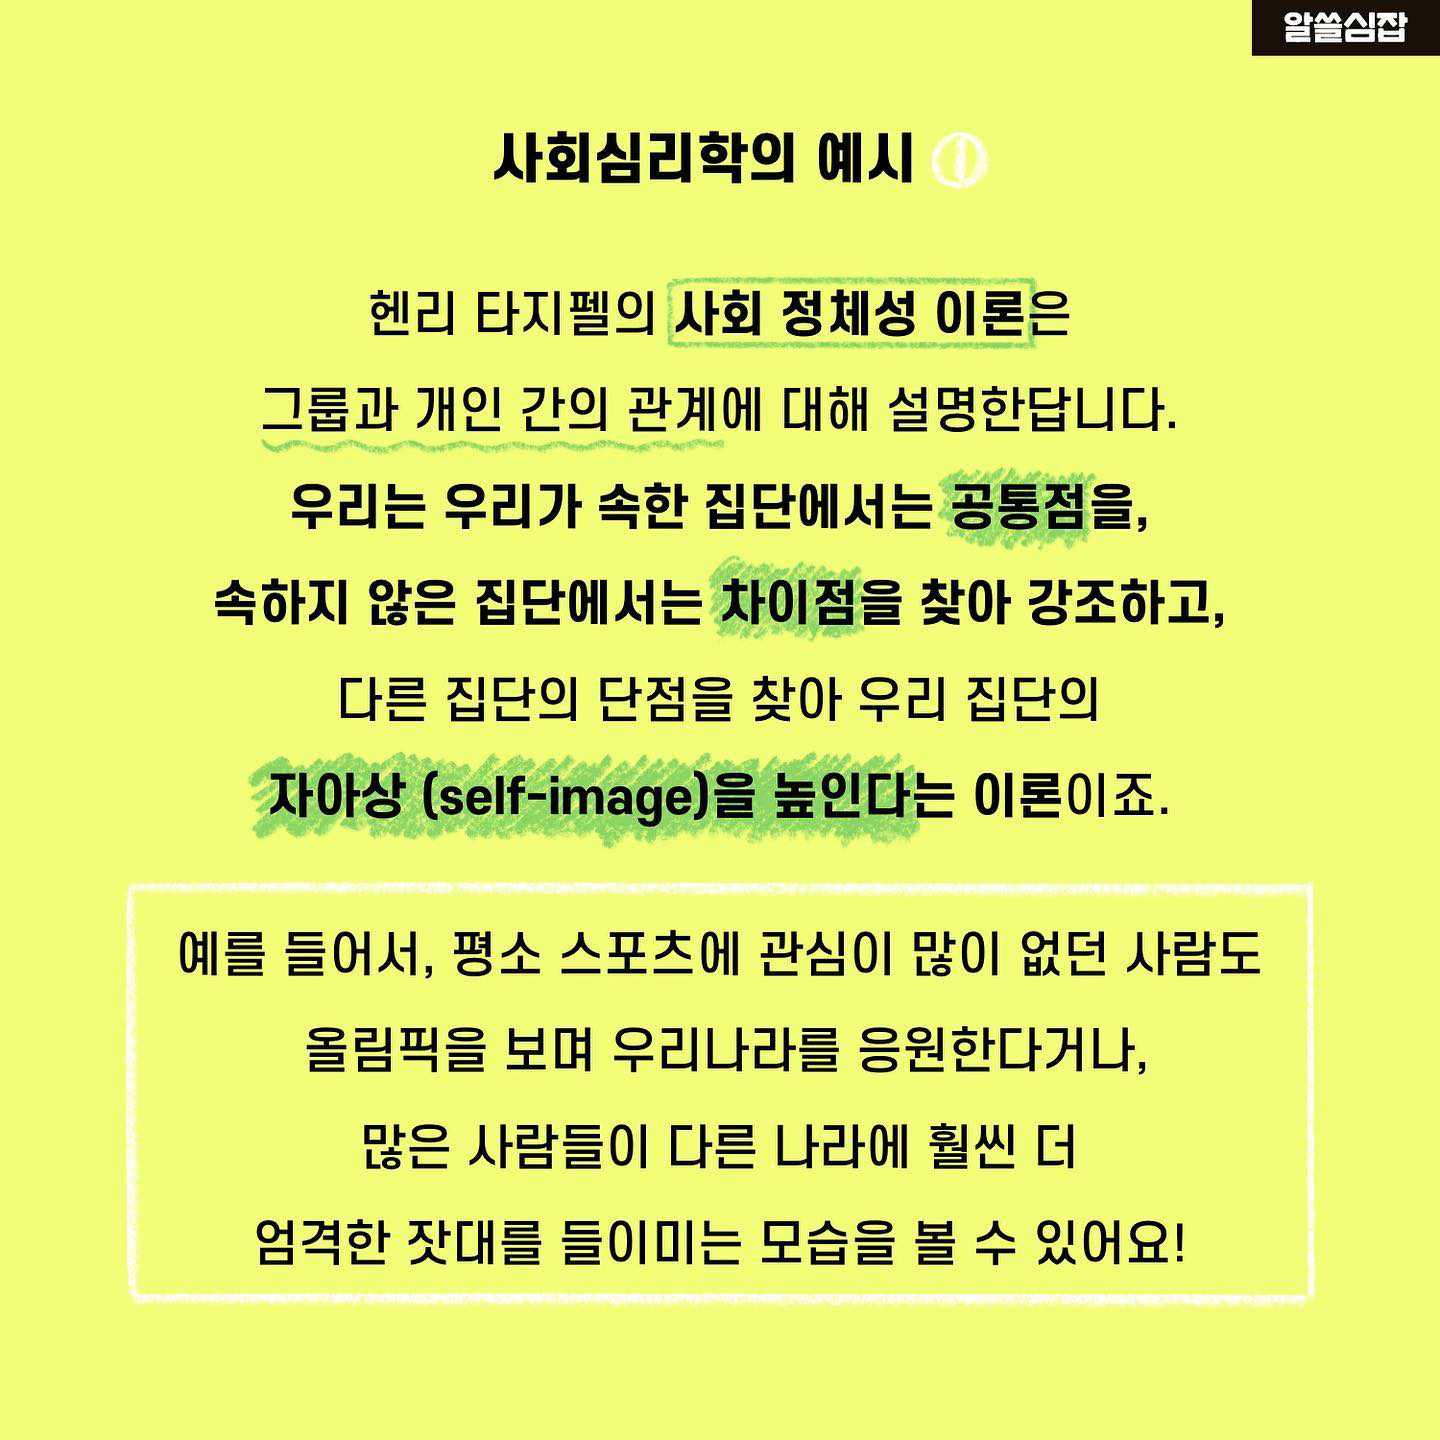 알쓸심잡
사회심리학의 예시 ①
헨리 타지펠의 사회 정체성 이론은
그룹과 개인 간의 관계에 대해 설명한답니다.
우리는 우리가 속한 집단에서는 공통점을,
속하지 않은 집단에서는 차이점을 찾아 강조하고,
다른 집단의 단점을 찾아 우리 집단의
자아상 (self-image)을 높인다는 이론이죠.
예를 들어서, 평소 스포츠에 관심이 많이 없던 사람도
올림픽을 보며 우리나라를 응원한다거나,
많은 사람들이 다른 나라에 훨씬 더
엄격한 잣대를 들이미는 모습을 볼 수 있어요!